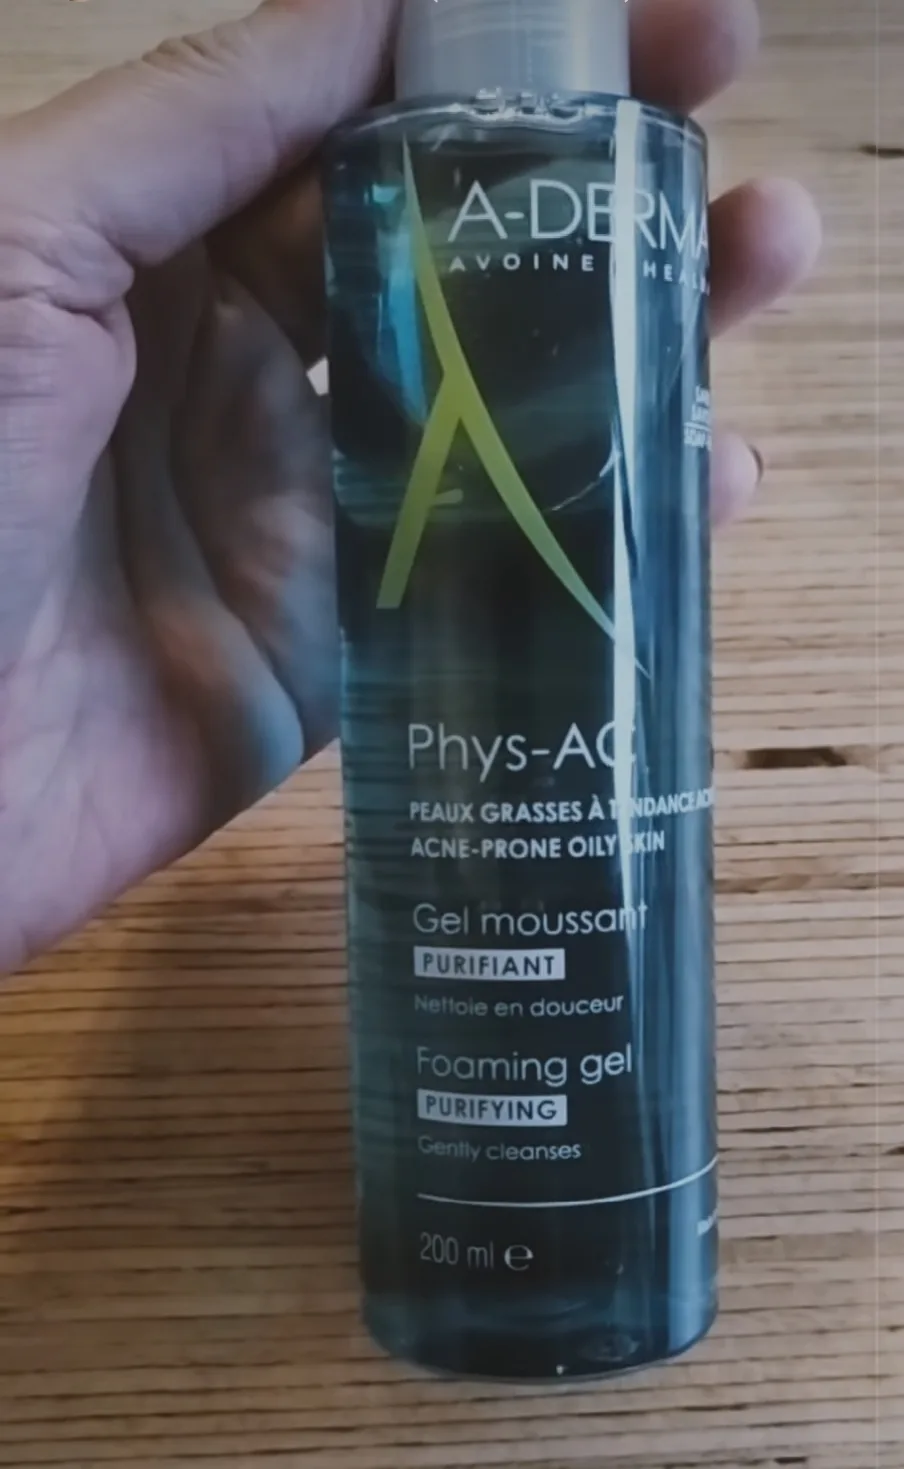 A-DERMA
AVOINE
Phys-AC
PEAUX GRASSES À TENDANCE
ACNE-PRONE OILY SKIN
Gel moussant
PURIFIANT
Nettoie en douceur
Foaming gel
PURIFYING
Gently cleanses
200 ml e